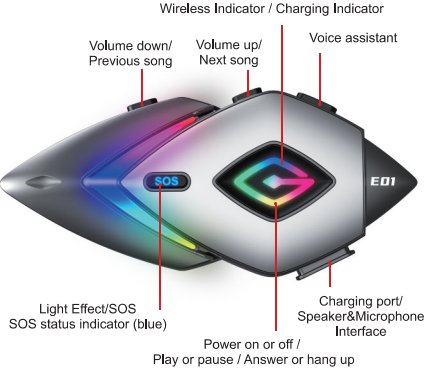 Wireless Indicator / Charging Indicator
Volume down/
Previous song
Volume up/
Next song
Voice assistant
SOS
E01
Light Effect/SOS
SOS status indicator (blue)
Charging port/
Speaker&Microphone
Interface
Power on or off /
Play or pause / Answer or hang up